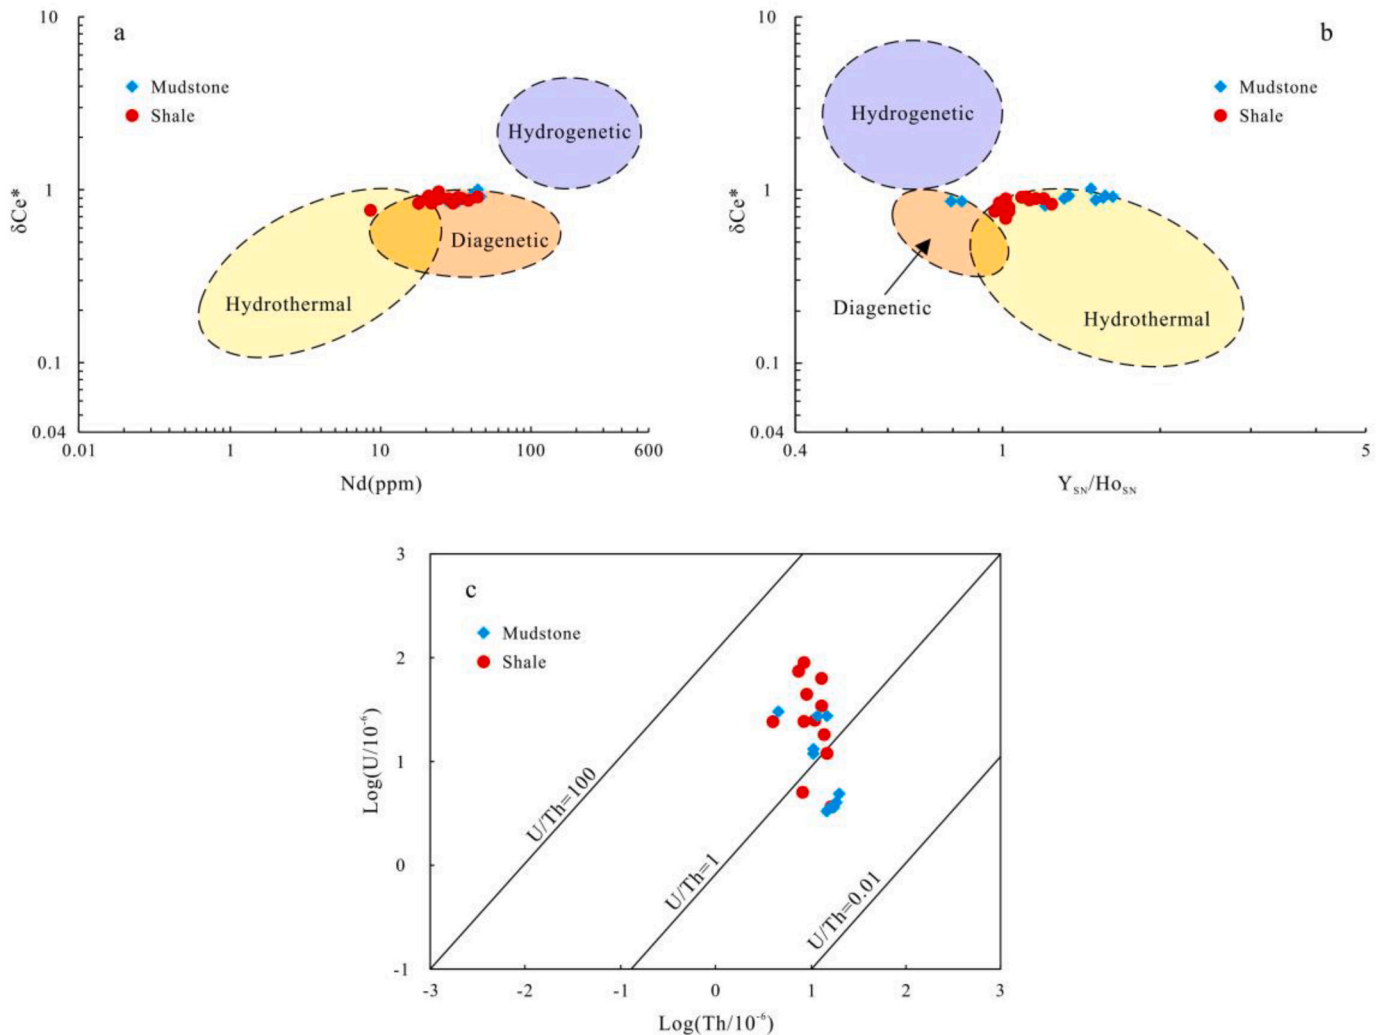 a
Mudstone
Shale
Hydrogenetic
Diagenetic
Hydrothermal
10
1
0.1
0.04
δCe*
0.01
1
10
100
600
Nd(ppm)
b
Mudstone
Shale
Hydrogenetic
Diagenetic
Hydrothermal
10
1
0.1
0.04
δCe*
0.4
1
5
Y_SN/Ho_SN
c
Mudstone
Shale
U/Th=100
U/Th=1
U/Th=0.01
3
2
1
0
-1
Log(U/10⁻⁶)
-3
-2
-1
0
1
2
3
Log(Th/10⁻⁶)